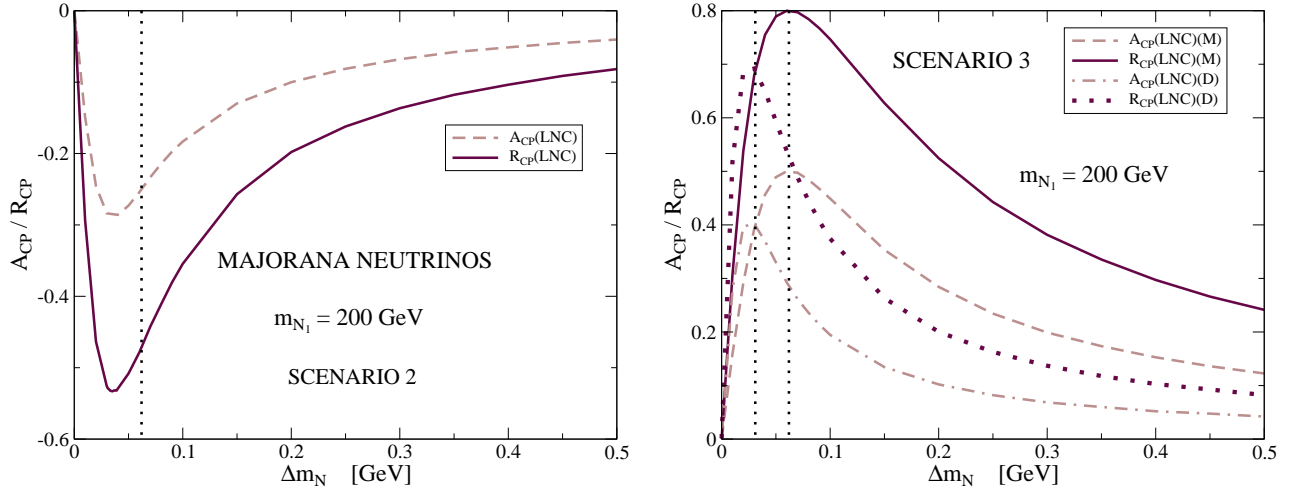 0
-0.2
-0.4
-0.6
A_CP / R_CP
A_CP(LNC)
R_CP(LNC)
MAJORANA NEUTRINOS
m_N₁ = 200 GeV
SCENARIO 2
0 0.1 0.2 0.3 0.4 0.5
Δm_N [GeV]
0.8
0.6
0.4
0.2
0
A_CP / R_CP
SCENARIO 3
A_CP(LNC)(M)
R_CP(LNC)(M)
A_CP(LNC)(D)
R_CP(LNC)(D)
m_N₁ = 200 GeV
0 0.1 0.2 0.3 0.4 0.5
Δm_N [GeV]